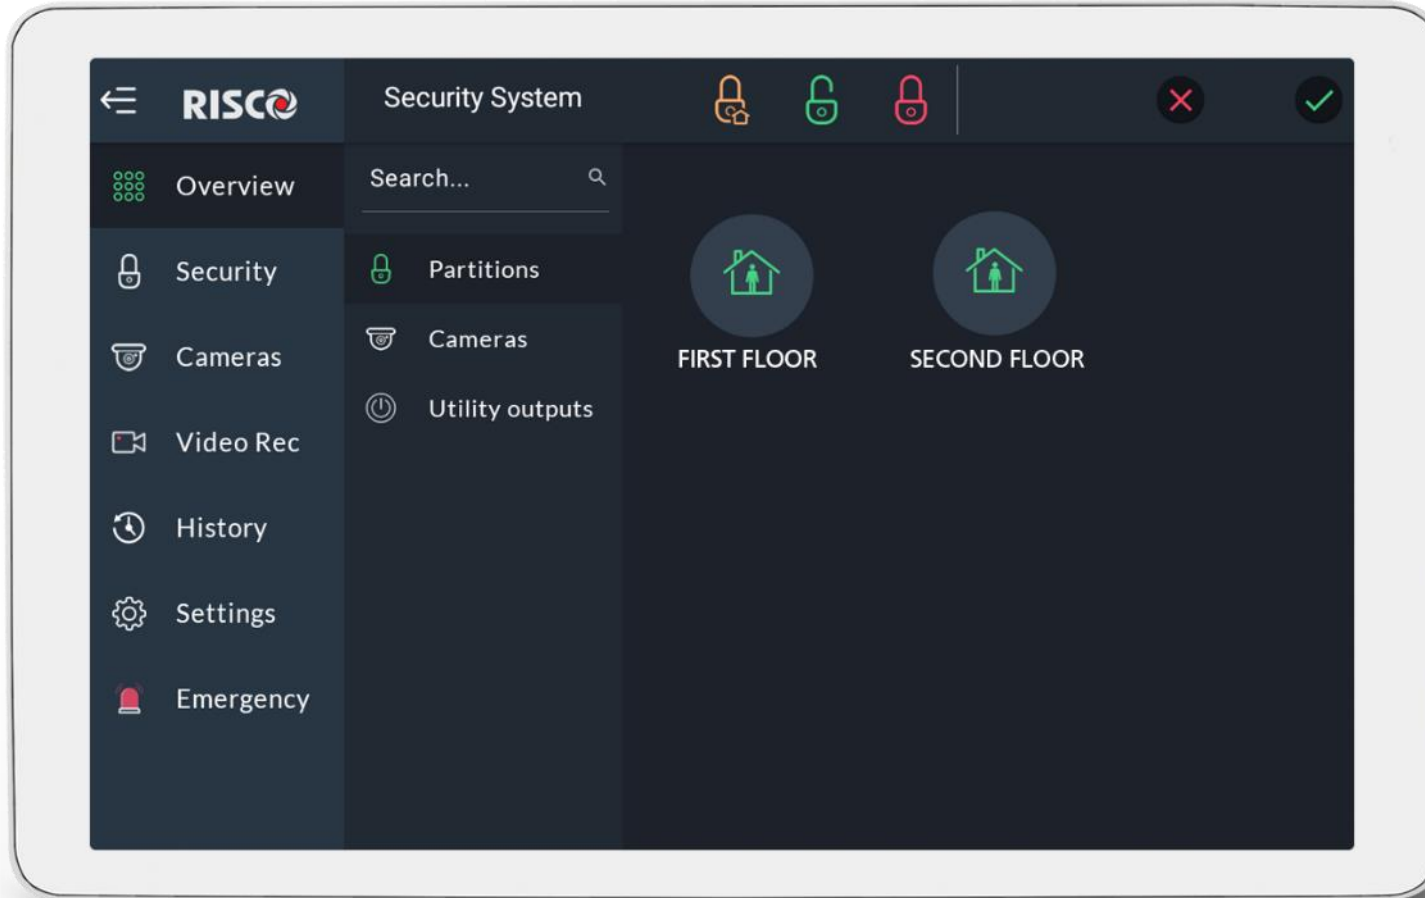 RISCO
Security System
Overview
Security
Cameras
Video Rec
History
Settings
Emergency
Search...
Partitions
Cameras
Utility outputs
FIRST FLOOR
SECOND FLOOR